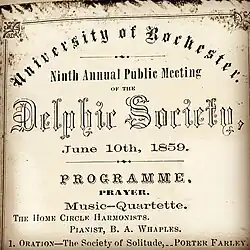 University of Rochester.
Ninth Annual Public Meeting
OF THE
Delphic Society,
June 10th, 1859.
PROGRAMME.
PRAYER.
Music—Quartette.
THE HOME CIRCLE HARMONISTS.
PIANIST, B. A. WHAPLES.
1. ORATION—The Society of Solitude,..PORTER FARLEY.